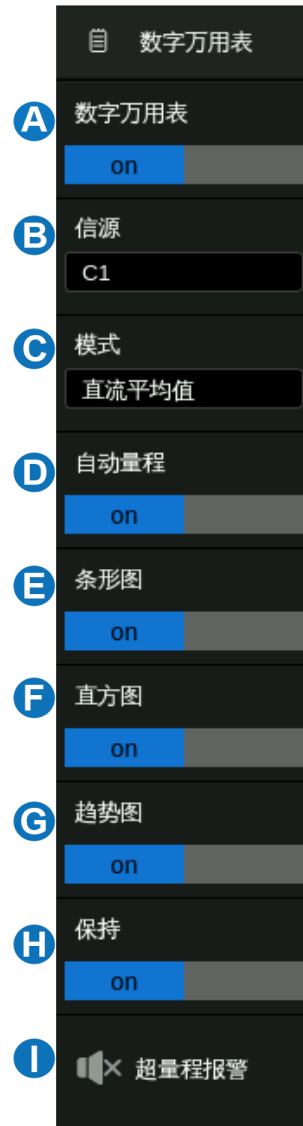 数字万用表
A
数字万用表
on
B
信源
C1
C
模式
直流平均值
D
自动量程
on
E
条形图
on
F
直方图
on
G
趋势图
on
H
保持
on
I
超量程报警